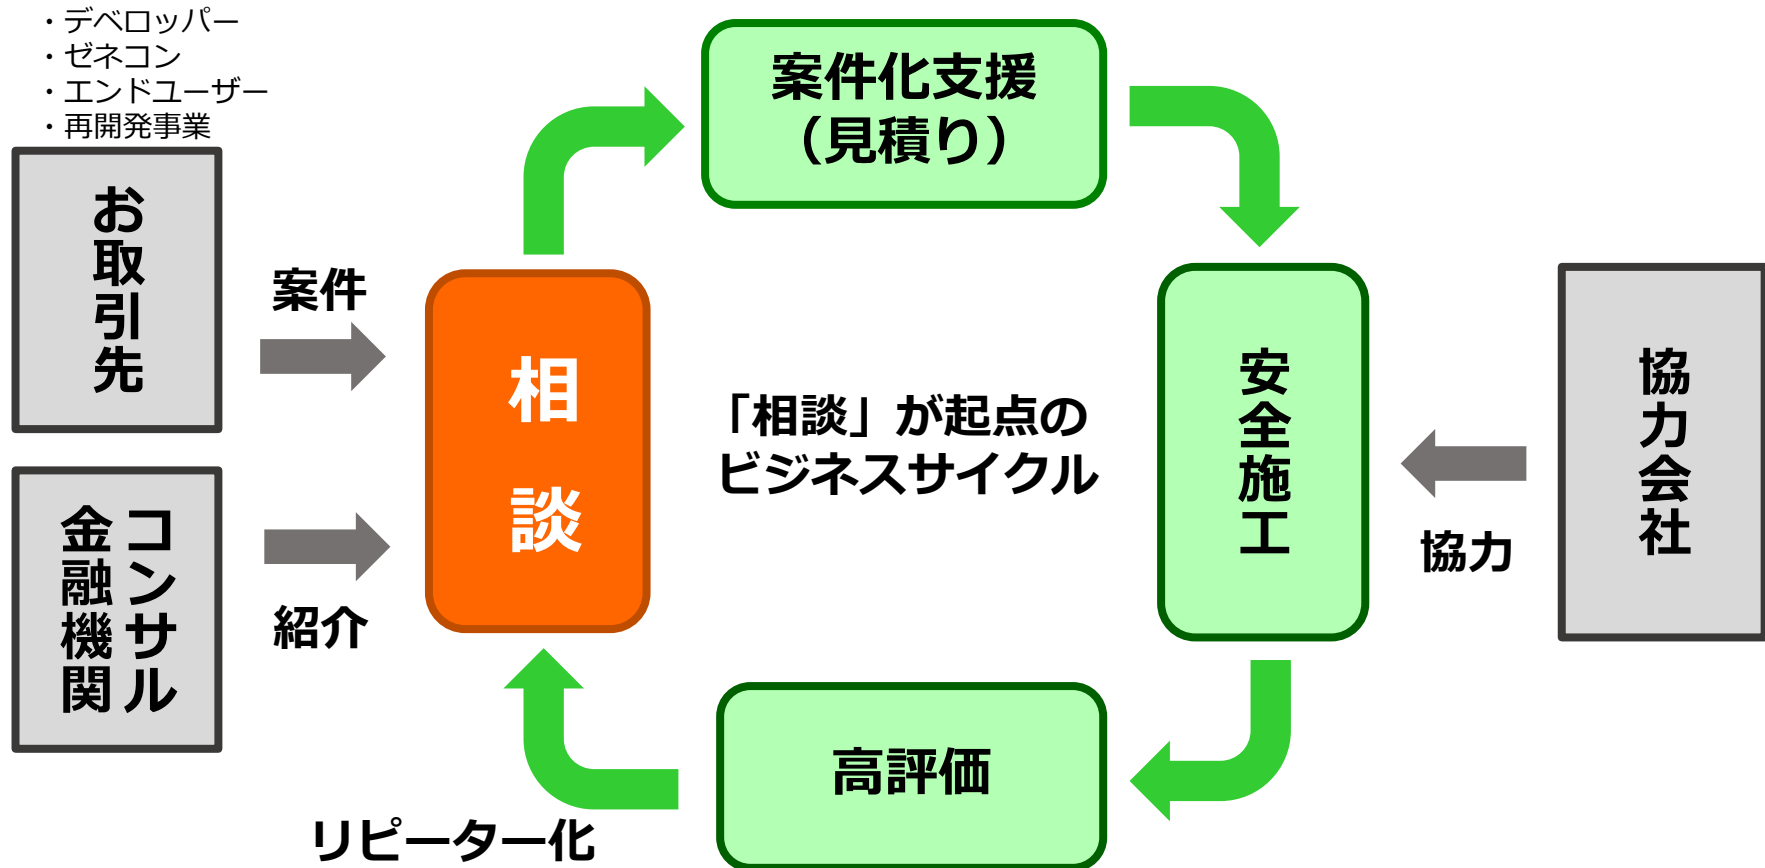 ・デベロッパー
・ゼネコン
・エンドユーザー
・再開発事業
お取引先
コンサル
金融機関
案件
紹介
相談
案件化支援
（見積り）
「相談」が起点の
ビジネスサイクル
安全施工
協力
協力会社
高評価
リピーター化